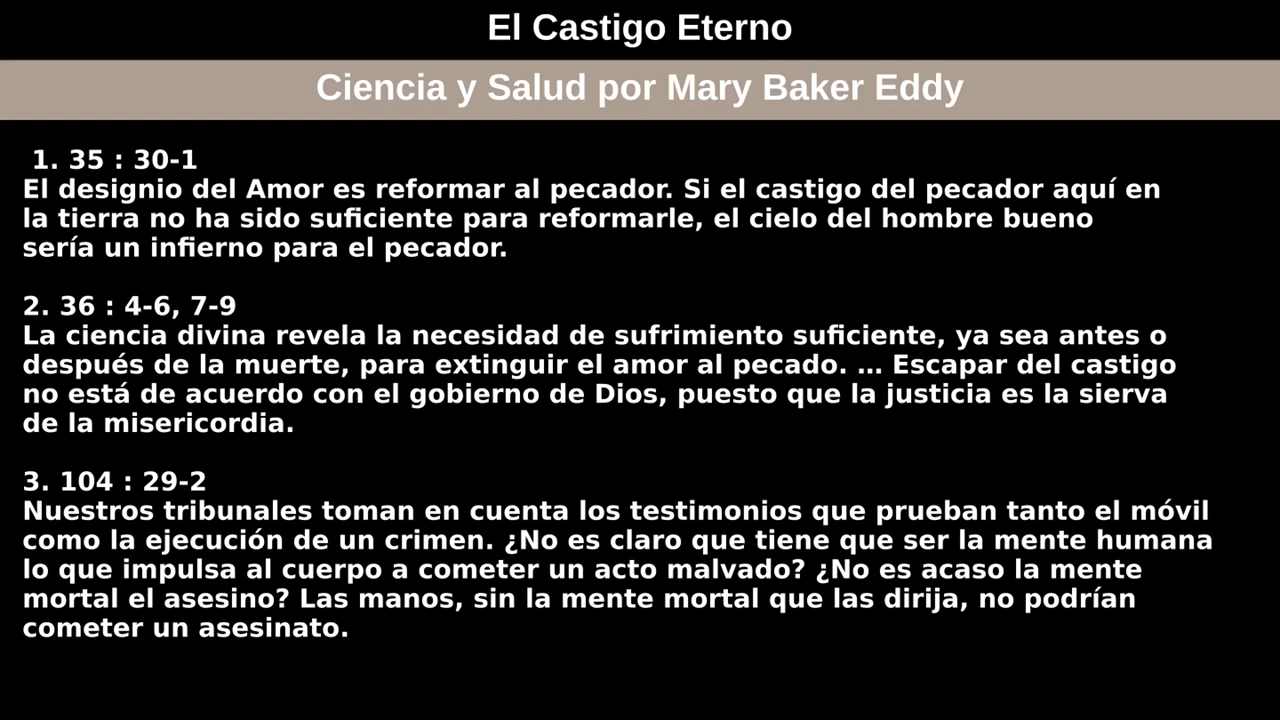 El Castigo Eterno
Ciencia y Salud por Mary Baker Eddy
1. 35 : 30-1
El designio del Amor es reformar al pecador. Si el castigo del pecador aquí en
la tierra no ha sido suficiente para reformarle, el cielo del hombre bueno
sería un infierno para el pecador.
2. 36 : 4-6, 7-9
La ciencia divina revela la necesidad de sufrimiento suficiente, ya sea antes o
después de la muerte, para extinguir el amor al pecado. ... Escapar del castigo
no está de acuerdo con el gobierno de Dios, puesto que la justicia es la sierva
de la misericordia.
3. 104 : 29-2
Nuestros tribunales toman en cuenta los testimonios que prueban tanto el móvil
como la ejecución de un crimen. ¿No es claro que tiene que ser la mente humana
lo que impulsa al cuerpo a cometer un acto malvado? ¿No es acaso la mente
mortal el asesino? Las manos, sin la mente mortal que las dirija, no podrían
cometer un asesinato.